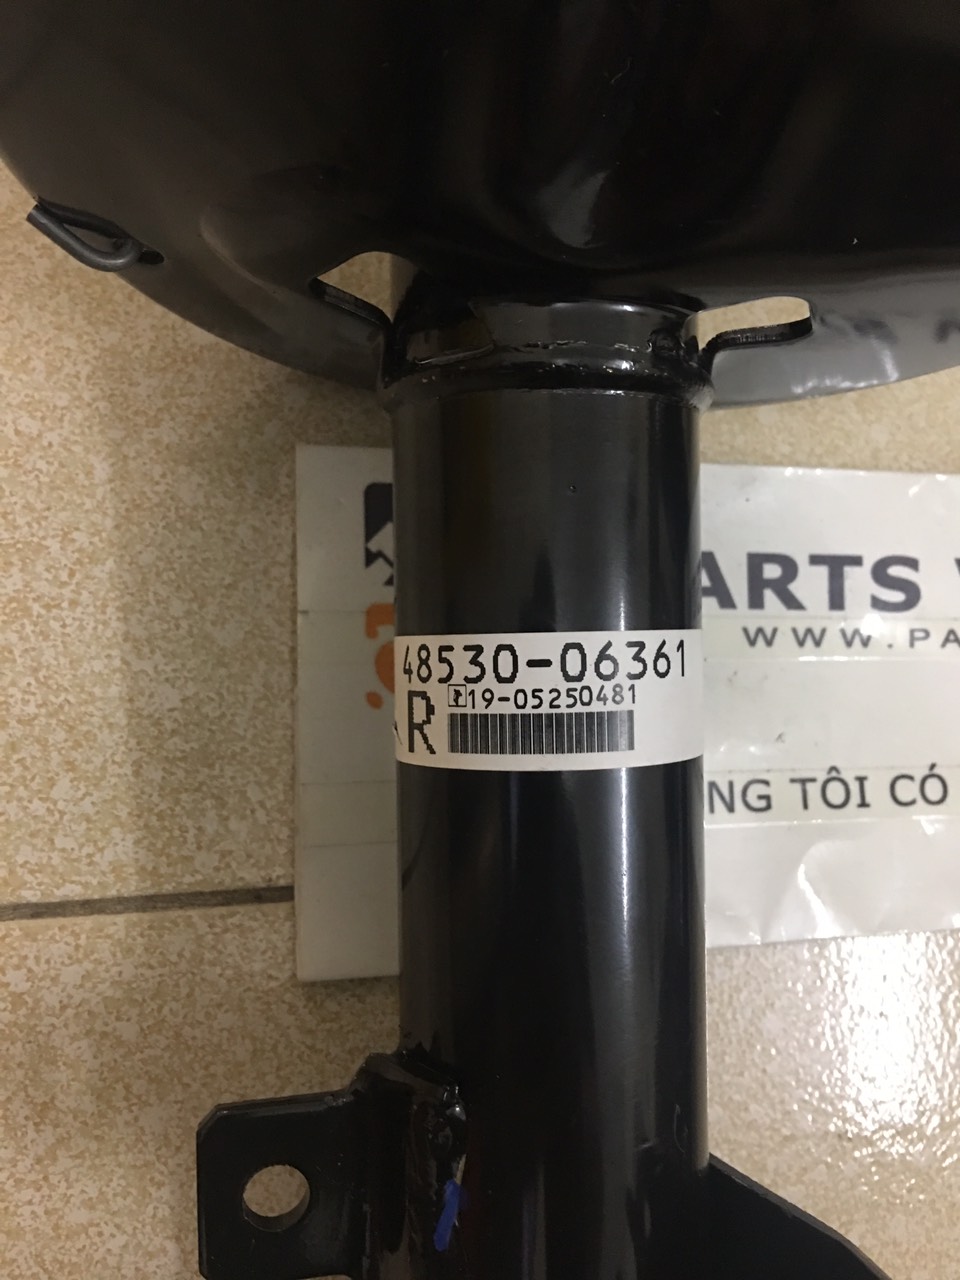 ARTS
WWW.PA
48530-06361
19-05250481
R
NG TÔI CÓ